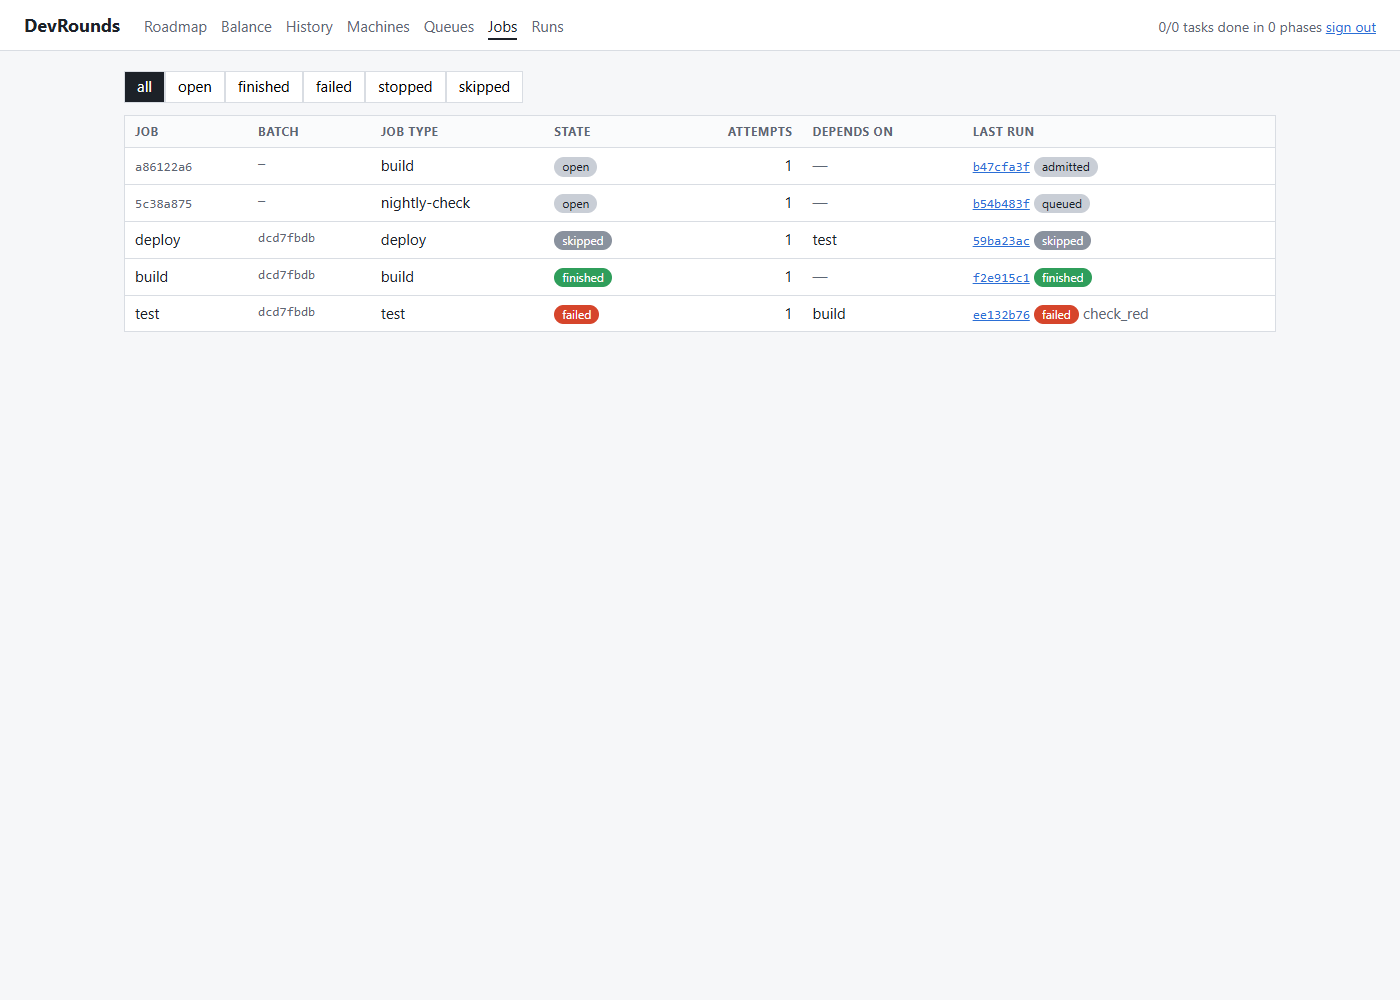 DevRounds Roadmap Balance History Machines Queues Jobs Runs 0/0 tasks done in 0 phases sign out
all open finished failed stopped skipped
JOB BATCH JOB TYPE STATE ATTEMPTS DEPENDS ON LAST RUN
a86122a6 — build open 1 — b47cfa3f admitted
5c38a875 — nightly-check open 1 — b54b483f queued
deploy dcd7fbdb deploy skipped 1 test 59ba23ac skipped
build dcd7fbdb build finished 1 — f2e915c1 finished
test dcd7fbdb test failed 1 build ee132b76 failed check_red